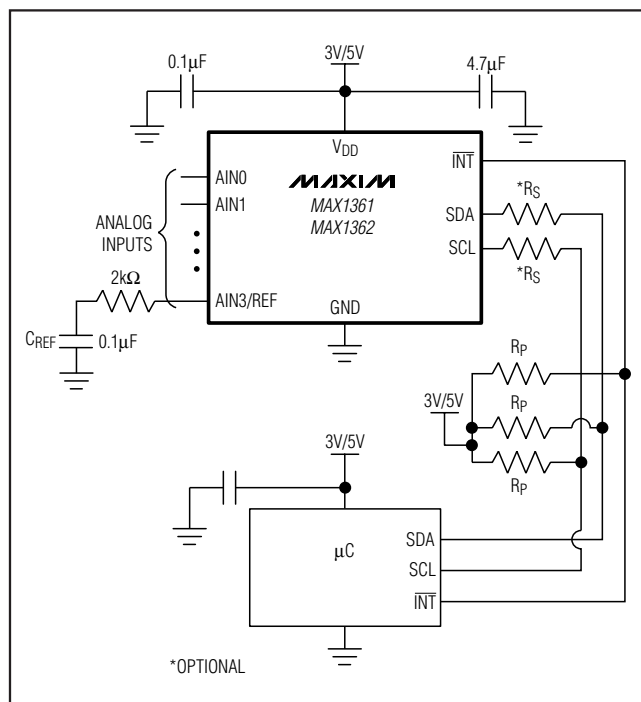 3V/5V
0.1μF
4.7μF
VDD
INT
AIN0
MAXIM
*RS
AIN1
MAX1361
SDA
ANALOG
INPUTS
MAX1362
*RS
SCL
2kΩ
AIN3/REF
GND
CREF
0.1μF
RP
3V/5V
RP
3V/5V
RP
μC
SDA
SCL
INT
*OPTIONAL